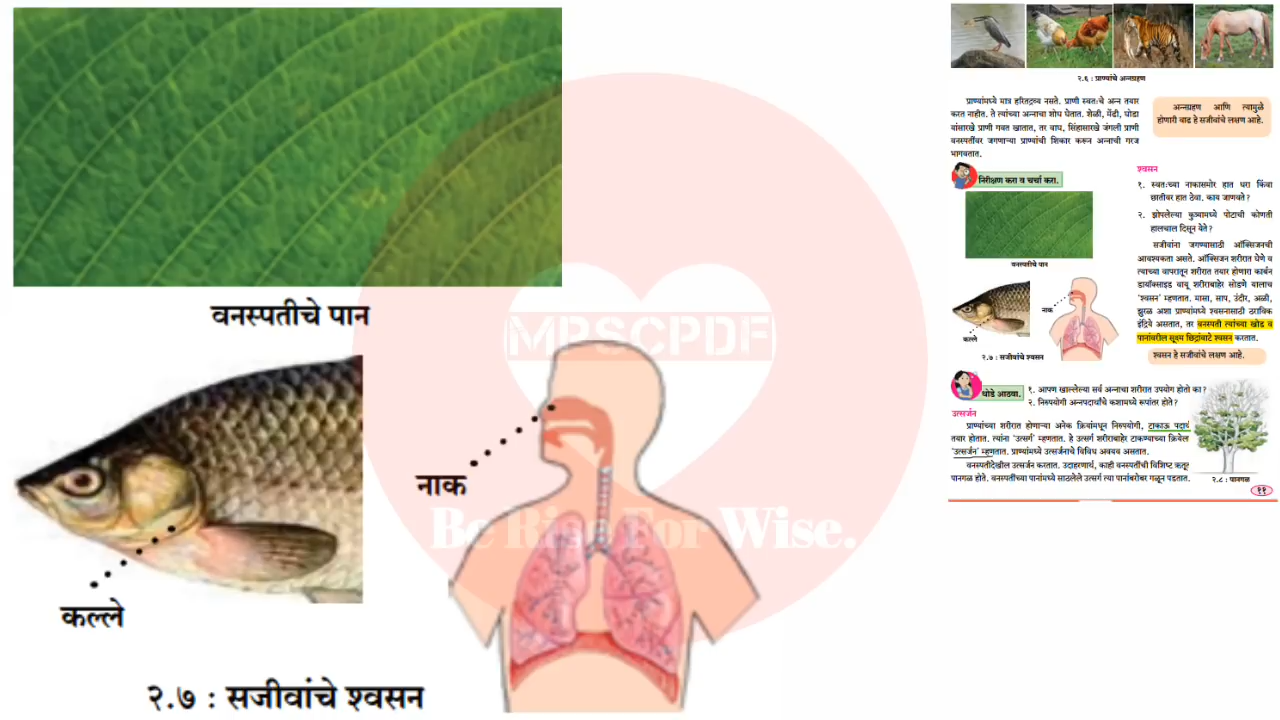 वनस्पतीचे पान
कल्ले
नाक
२.७ : सजीवांचे श्वसन
MPSCPDF
Be Rise For Wise.
२.६ : प्राण्यांचे अन्नग्रहण
प्राण्यांमध्ये मात्र हरितद्रव्य नसते. प्राणी स्वतःचे अन्न तयार
करत नाहीत. ते त्यांच्या अन्नाचा शोध घेतात. शेळी, मेंढी, घोडा
यांसारखे प्राणी गवत खातात, तर वाघ, सिंहासारखे जंगली प्राणी
वनस्पतींवर जगणाऱ्या प्राण्यांची शिकार करून अन्नाची गरज
भागवतात.
अन्नग्रहण आणि त्यामुळे
होणारी वाढ हे सजीवांचे लक्षण आहे.
निरीक्षण करा व चर्चा करा.
वनस्पतीचे पान
नाक
कल्ले
२.७ : सजीवांचे श्वसन
श्वसन
१. स्वतःच्या नाकासमोर हात धरा किंवा
छातीवर हात ठेवा. काय जाणवते ?
२. झोपलेल्या कुत्र्यामध्ये पोटाची कोणती
हालचाल दिसून येते ?
सजीवांना जगण्यासाठी ऑक्सिजनची
आवश्यकता असते. ऑक्सिजन शरीरात घेणे व
त्याच्या वापरातून शरीरात तयार होणारा कार्बन
डायॉक्साइड वायू शरीराबाहेर सोडणे यालाच
'श्वसन' म्हणतात. मासा, साप, उंदीर, अळी,
झुरळ अशा प्राण्यांमध्ये श्वसनासाठी ठराविक
इंद्रिये असतात, तर वनस्पती त्यांच्या खोड व
पानांवरील सूक्ष्म छिद्रांवाटे श्वसन करतात.
श्वसन हे सजीवांचे लक्षण आहे.
थोडे आठवा.
१. आपण खाल्लेल्या सर्व अन्नाचा शरीरात उपयोग होतो का ?
२. निरुपयोगी अन्नपदार्थांचे कशामध्ये रूपांतर होते ?
उत्सर्जन
प्राण्यांच्या शरीरात होणाऱ्या अनेक क्रियांमधून निरुपयोगी, टाकाऊ पदार्थ
तयार होतात. त्यांना 'उत्सर्ग' म्हणतात. हे उत्सर्ग शरीराबाहेर टाकण्याच्या क्रियेला
'उत्सर्जन' म्हणतात. प्राण्यांमध्ये उत्सर्जनाचे विविध अवयव असतात.
वनस्पतीदेखील उत्सर्जन करतात. उदाहरणार्थ, काही वनस्पतींची विशिष्ट ऋतूत
पानगळ होते. वनस्पतींच्या पानांमध्ये साठलेले उत्सर्ग त्या पानांबरोबर गळून पडतात.
२.८ : पानगळ
११